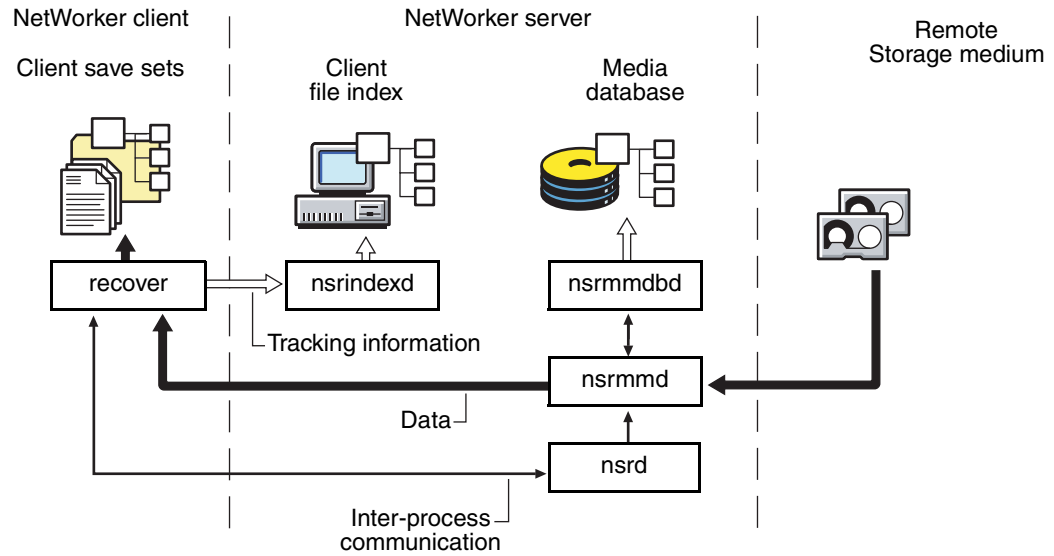 NetWorker client
NetWorker server
Remote
Storage medium
Client save sets
Client
file index
Media
database
recover
nsrindexd
nsrmmdbd
Tracking information
nsrmmd
Data
nsrd
Inter-process
communication